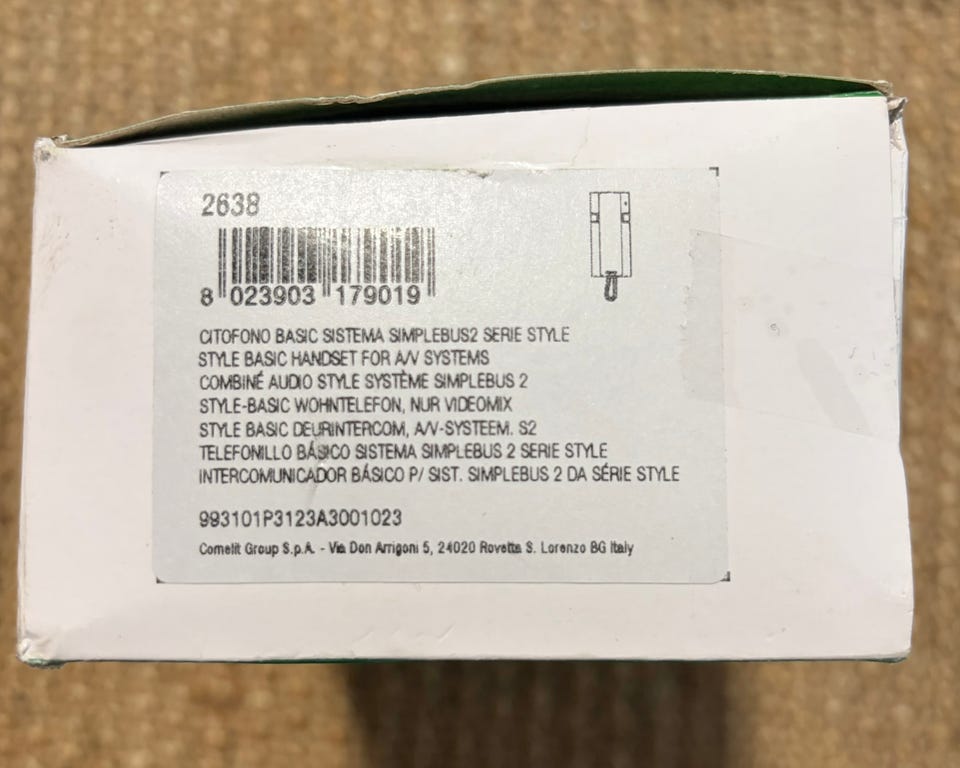 2638
8 023903 179019
CITOFONO BASIC SISTEMA SIMPLEBUS2 SERIE STYLE
STYLE BASIC HANDSET FOR A/V SYSTEMS
COMBINÉ AUDIO STYLE SYSTÈME SIMPLEBUS 2
STYLE-BASIC WOHNTELEFON, NUR VIDEOMIX
STYLE BASIC DEURINTERCOM, A/V-SYSTEEM. S2
TELEFONILLO BÁSICO SISTEMA SIMPLEBUS 2 SERIE STYLE
INTERCOMUNICADOR BÁSICO P/ SIST. SIMPLEBUS 2 DA SÉRIE STYLE
993101P3123A3001023
Comelit Group S.p.A. - Via Don Arrigoni 5, 24020 Rovetta S. Lorenzo BG Italy